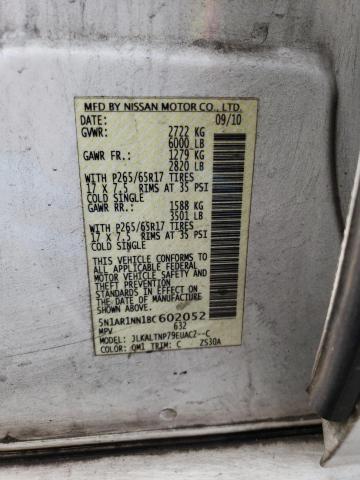 MFD BY NISSAN MOTOR CO., LTD.
DATE: 09/10
GVWR: 2722 KG
6000 LB
GAWR FR.: 1279 KG
2820 LB
WITH P265/65R17 TIRES
17 X 7.5 RIMS AT 35 PSI
COLD SINGLE
GAWR RR.: 1588 KG
3501 LB
WITH P265/65R17 TIRES
17 X 7.5 RIMS AT 35 PSI
COLD SINGLE
THIS VEHICLE CONFORMS TO ALL
APPLICABLE FEDERAL
MOTOR VEHICLE SAFETY AND
THEFT PREVENTION
STANDARDS IN EFFECT ON THE
DATE OF MANUFACTURE
SHOWN ABOVE.
5N1AR1NN1BC602052
MPV 632
MODEL: JLKALTNP79EUAC2--C
COLOR: QM1 TRIM: C ZS30A